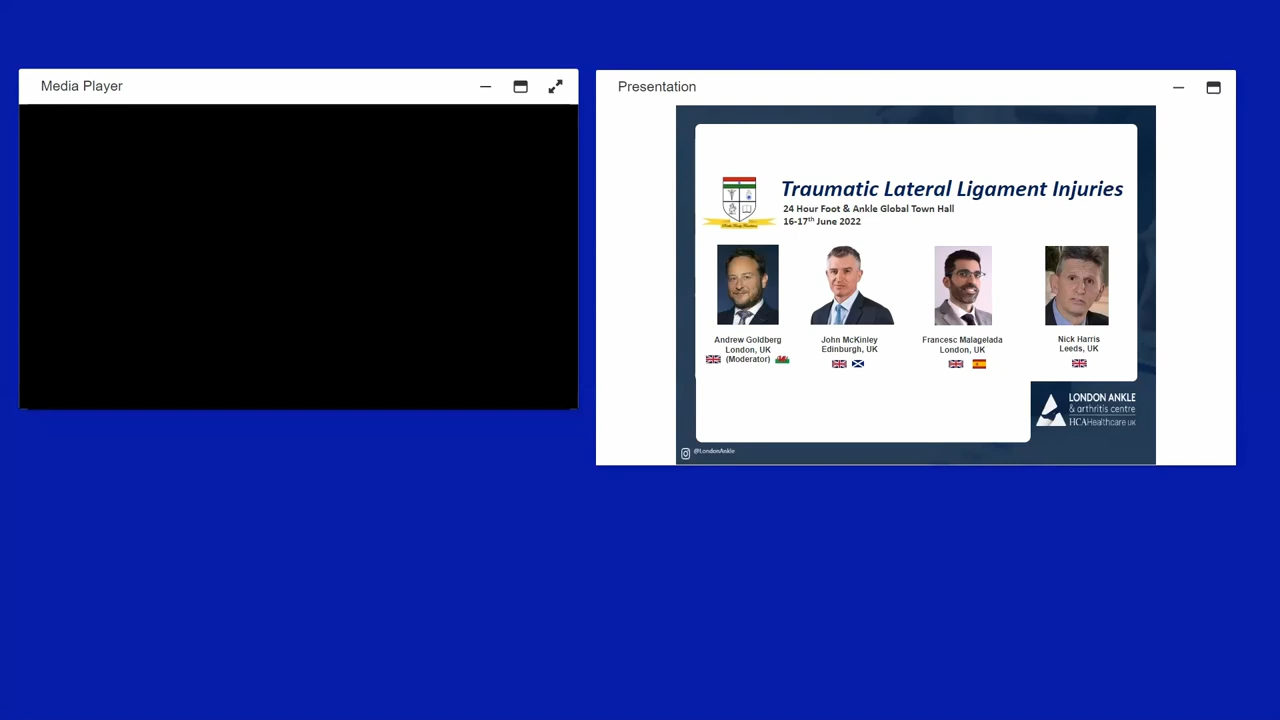 Media Player
Presentation
Traumatic Lateral Ligament Injuries
24 Hour Foot & Ankle Global Town Hall
16-17th June 2022
Andrew Goldberg
London, UK
(Moderator)
John McKinley
Edinburgh, UK
Francesc Malagelada
London, UK
Nick Harris
Leeds, UK
LONDON ANKLE
& arthritis centre
HCAHealthcare UK
@LondonAnkle